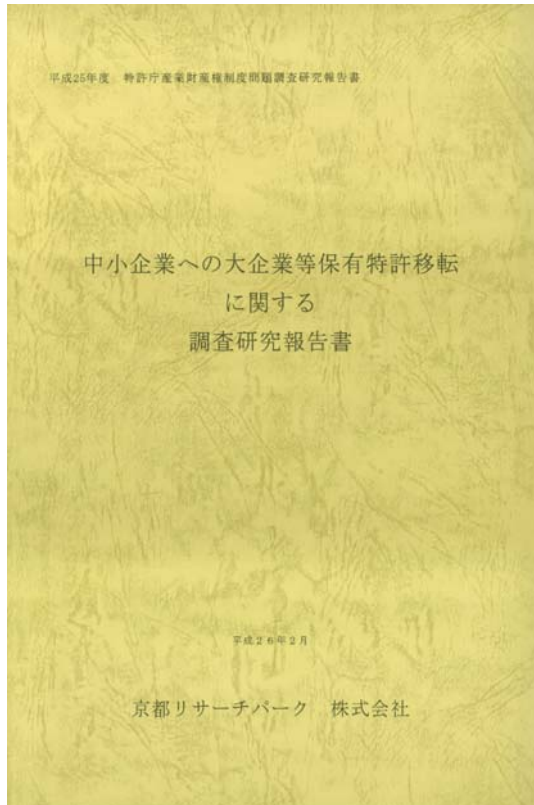 平成25年度　特許庁産業財産権制度問題調査研究報告書
中小企業への大企業等保有特許移転
に関する
調査研究報告書
平成２６年２月
京都リサーチパーク　株式会社